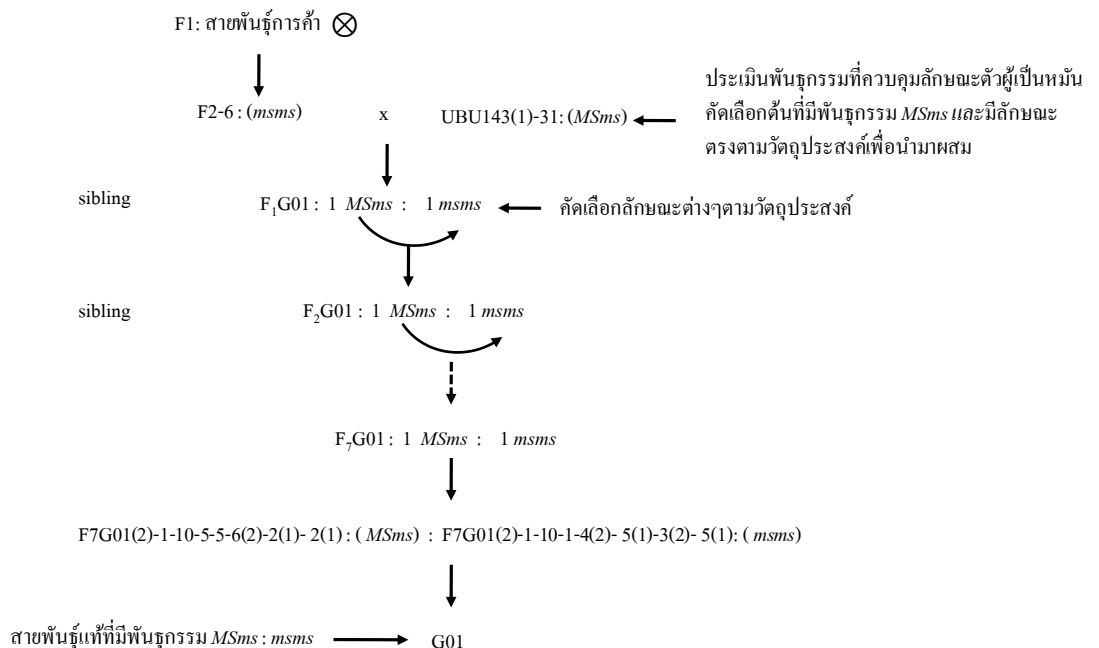 F1: สายพันธุ์การค้า ⊗
ประเมินพันธุกรรมที่ควบคุมลักษณะตัวผู้เป็นหมัน
F2-6 : (msms) x UBU143(1)-31: (MSms)
คัดเลือกต้นที่มีพันธุกรรม MSms และมีลักษณะ
ตรงตามวัตถุประสงค์เพื่อนำมาผสม
sibling F₁G01 : 1 MSms : 1 msms คัดเลือกลักษณะต่างๆตามวัตถุประสงค์
sibling F₂G01 : 1 MSms : 1 msms
F₇G01 : 1 MSms : 1 msms
F7G01(2)-1-10-5-5-6(2)-2(1)- 2(1) : ( MSms) : F7G01(2)-1-10-1-4(2)- 5(1)-3(2)- 5(1): ( msms)
สายพันธุ์แท้ที่มีพันธุกรรม MSms : msms G01